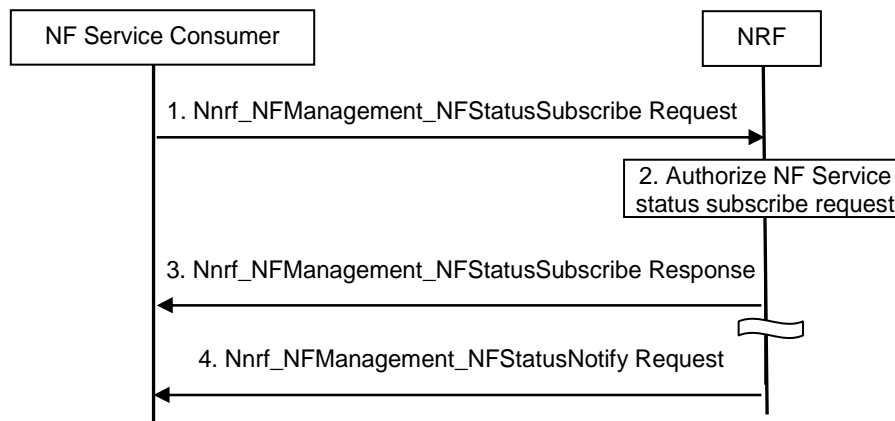 NF Service Consumer
NRF
1. Nnrf_NFManagement_NFStatusSubscribe Request
2. Authorize NF Service
status subscribe request
3. Nnrf_NFManagement_NFStatusSubscribe Response
4. Nnrf_NFManagement_NFStatusNotify Request